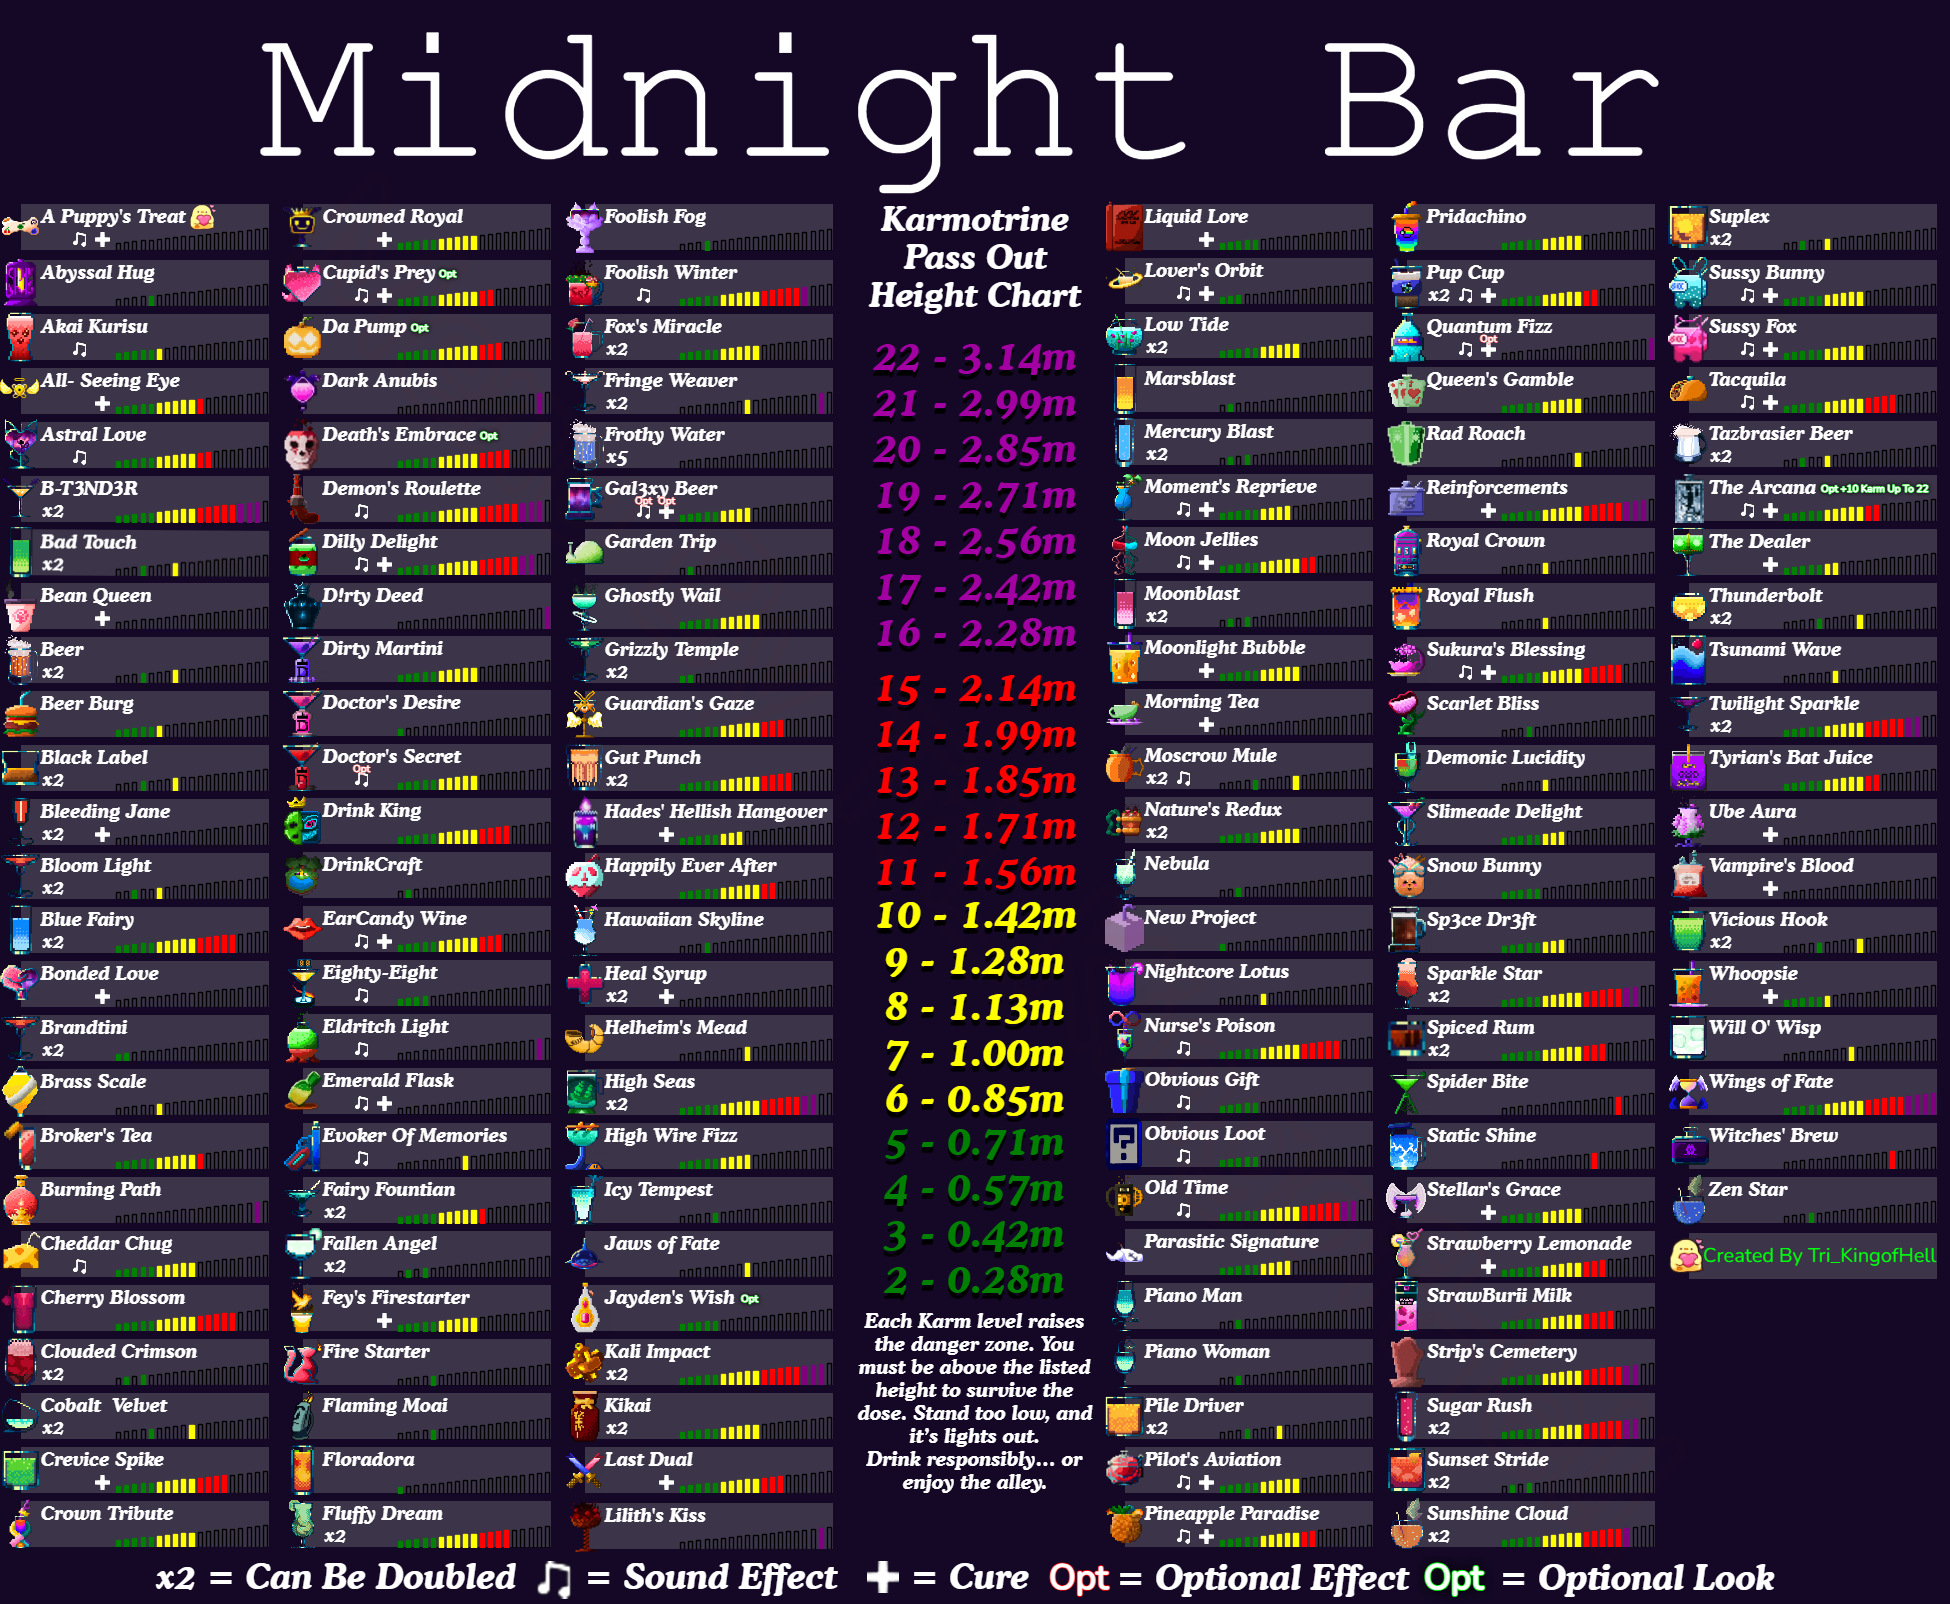 Midnight Bar
A Puppy's Treat
Abyssal Hug
Akai Kurisu
All- Seeing Eye
Astral Love
B-T3ND3R
x2
Bad Touch
x2
Bean Queen
Beer
x2
Beer Burg
Black Label
x2
Bleeding Jane
x2
Bloom Light
x2
Blue Fairy
x2
Bonded Love
Brandtini
x2
Brass Scale
Broker's Tea
Burning Path
Cheddar Chug
Cherry Blossom
Clouded Crimson
x2
Cobalt Velvet
x2
Crevice Spike
Crown Tribute
Crowned Royal
Cupid's Prey Opt
Da Pump Opt
Dark Anubis
Death's Embrace Opt
Demon's Roulette
Dilly Delight
D!rty Deed
Dirty Martini
Doctor's Desire
Doctor's Secret
Opt
Drink King
DrinkCraft
EarCandy Wine
Eighty-Eight
Eldritch Light
Emerald Flask
Evoker Of Memories
Fairy Fountian
x2
Fallen Angel
x2
Fey's Firestarter
Fire Starter
Flaming Moai
Floradora
Fluffy Dream
x2
Foolish Fog
Foolish Winter
Fox's Miracle
x2
Fringe Weaver
x2
Frothy Water
x5
Gal3xy Beer
Opt Opt
Garden Trip
Ghostly Wail
Grizzly Temple
x2
Guardian's Gaze
Gut Punch
x2
Hades' Hellish Hangover
Happily Ever After
Hawaiian Skyline
Heal Syrup
x2
Helheim's Mead
High Seas
x2
High Wire Fizz
Icy Tempest
Jaws of Fate
Jayden's Wish Opt
Kali Impact
x2
Kikai
x2
Last Dual
Lilith's Kiss
Karmotrine
Pass Out
Height Chart
22 - 3.14m
21 - 2.99m
20 - 2.85m
19 - 2.71m
18 - 2.56m
17 - 2.42m
16 - 2.28m
15 - 2.14m
14 - 1.99m
13 - 1.85m
12 - 1.71m
11 - 1.56m
10 - 1.42m
9 - 1.28m
8 - 1.13m
7 - 1.00m
6 - 0.85m
5 - 0.71m
4 - 0.57m
3 - 0.42m
2 - 0.28m
Each Karm level raises
the danger zone. You
must be above the listed
height to survive the
dose. Stand too low, and
it's lights out.
Drink responsibly... or
enjoy the alley.
Liquid Lore
Lover's Orbit
Low Tide
x2
Marsblast
Mercury Blast
x2
Moment's Reprieve
Moon Jellies
Moonblast
x2
Moonlight Bubble
Morning Tea
Moscrow Mule
x2
Nature's Redux
x2
Nebula
New Project
Nightcore Lotus
Nurse's Poison
Obvious Gift
Obvious Loot
Old Time
Parasitic Signature
Piano Man
Piano Woman
Pile Driver
x2
Pilot's Aviation
Pineapple Paradise
Pridachino
Pup Cup
x2
Quantum Fizz
Opt
Queen's Gamble
Rad Roach
Reinforcements
Royal Crown
Royal Flush
Sukura's Blessing
Scarlet Bliss
Demonic Lucidity
Slimeade Delight
Snow Bunny
Sp3ce Dr3ft
Sparkle Star
x2
Spiced Rum
x2
Spider Bite
Static Shine
Stellar's Grace
Strawberry Lemonade
StrawBurii Milk
Strip's Cemetery
Sugar Rush
Sunset Stride
x2
Sunshine Cloud
x2
Suplex
x2
Sussy Bunny
Sussy Fox
Tacquila
Tazbrasier Beer
x2
The Arcana Opt +10 Karm Up To 22
The Dealer
Thunderbolt
x2
Tsunami Wave
Twilight Sparkle
x2
Tyrian's Bat Juice
Ube Aura
Vampire's Blood
Vicious Hook
x2
Whoopsie
Will O' Wisp
Wings of Fate
Witches' Brew
Zen Star
Created By Tri_KingofHell
x2 = Can Be Doubled = Sound Effect = Cure Opt = Optional Effect Opt = Optional Look